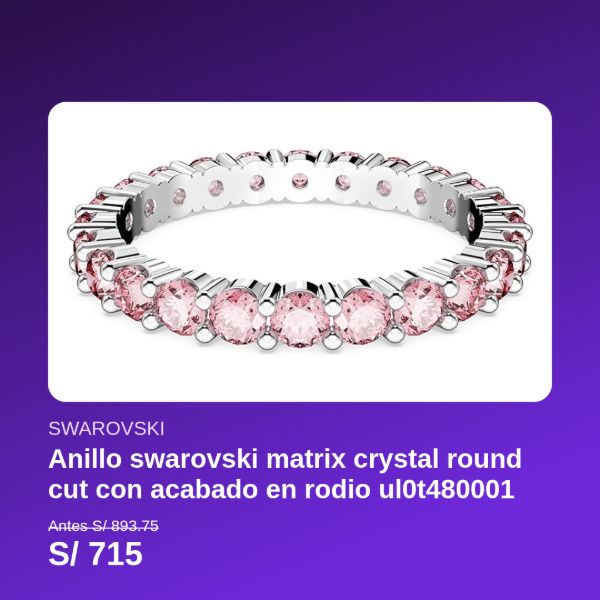 SWAROVSKI
Anillo swarovski matrix crystal round
cut con acabado en rodio ul0t480001
Antes S/ 893.75
S/ 715